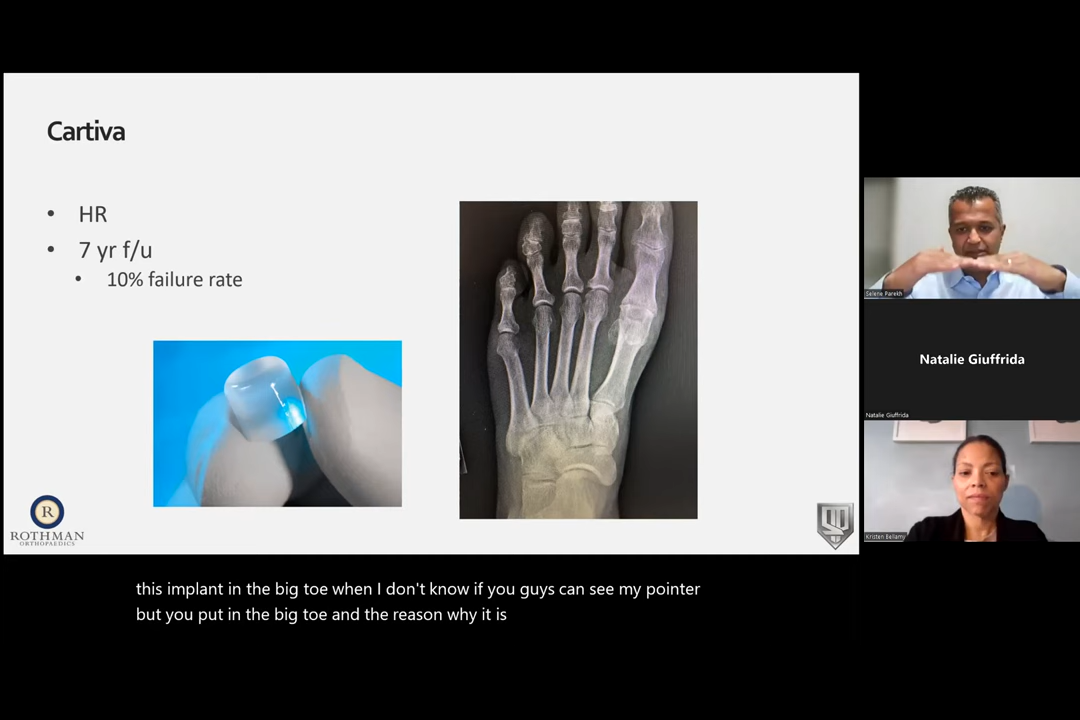 Cartiva
• HR
• 7 yr f/u
• 10% failure rate
R
ROTHMAN
ORTHOPAEDICS
Selene Parekh
Natalie Giuffrida
Natalie Giuffrida
Kristen Bellamy
this implant in the big toe when I don't know if you guys can see my pointer
but you put in the big toe and the reason why it is